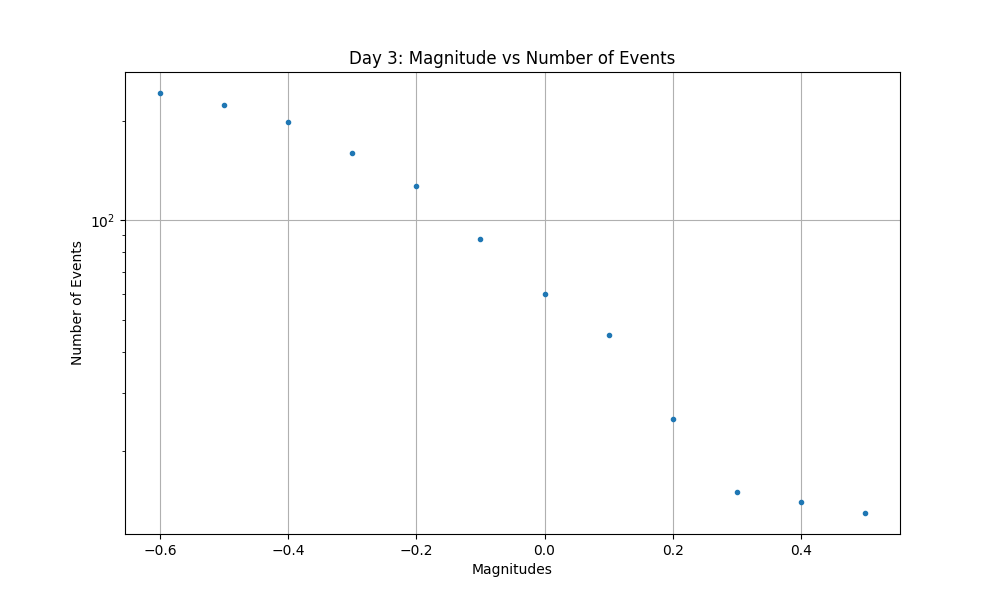 Day 3: Magnitude vs Number of Events
Number of Events
10²
−0.6 −0.4 −0.2 0.0 0.2 0.4
Magnitudes